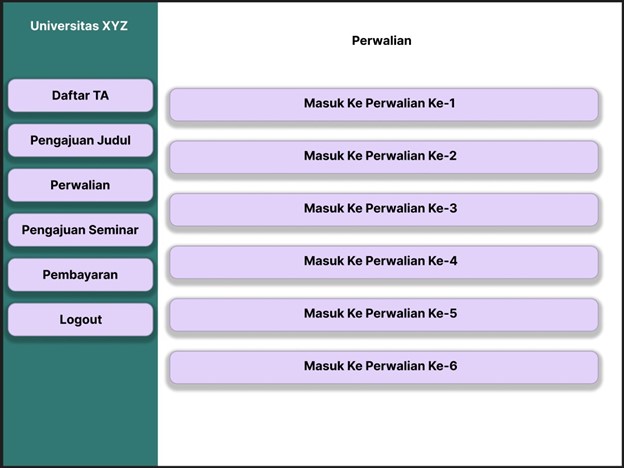 Universitas XYZ
Daftar TA
Pengajuan Judul
Perwalian
Pengajuan Seminar
Pembayaran
Logout
Perwalian
Masuk Ke Perwalian Ke-1
Masuk Ke Perwalian Ke-2
Masuk Ke Perwalian Ke-3
Masuk Ke Perwalian Ke-4
Masuk Ke Perwalian Ke-5
Masuk Ke Perwalian Ke-6